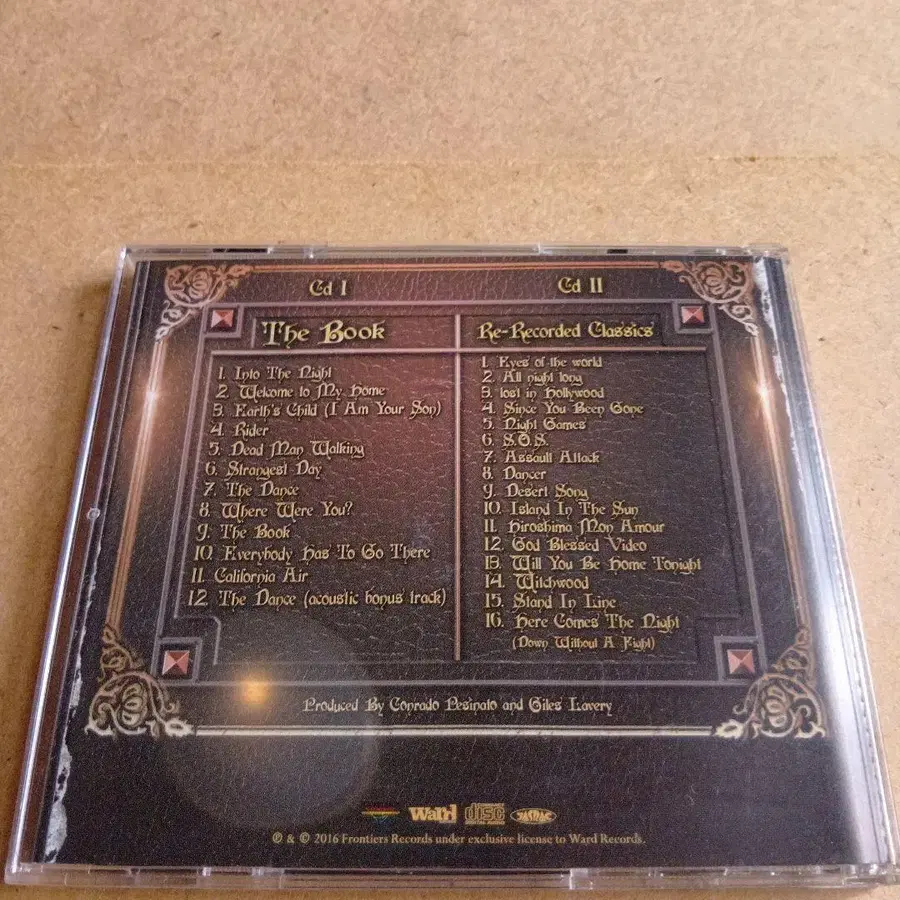 Cd I
The Book
1. Into The Night
2. Welcome to My Home
3. Earth's Child (I Am Your Son)
4. Rider
5. Dead Man Walking
6. Strangest Day
7. The Dance
8. Where Were You?
9. The Book
10. Everybody Has To Go There
11. California Air
12. The Dance (acoustic bonus track)
Cd II
Re-Recorded Classics
1. Eyes of the world
2. All night long
3. lost in Hollywood
4. Since You Been Gone
5. Night Games
6. S.O.S.
7. Assault Attack
8. Dancer
9. Desert Song
10. Island In The Sun
11. Hiroshima Mon Amour
12. God Blessed Video
13. Will You Be Home Tonight
14. Witchwood
15. Stand In Line
16. Here Comes The Night
(Down Without A Fight)
Produced By Conrado Pesinato and Giles Lavery
Ward
COMPACT
disc
DIGITAL AUDIO
JASRAC
℗ & © 2016 Frontiers Records under exclusive license to Ward Records.